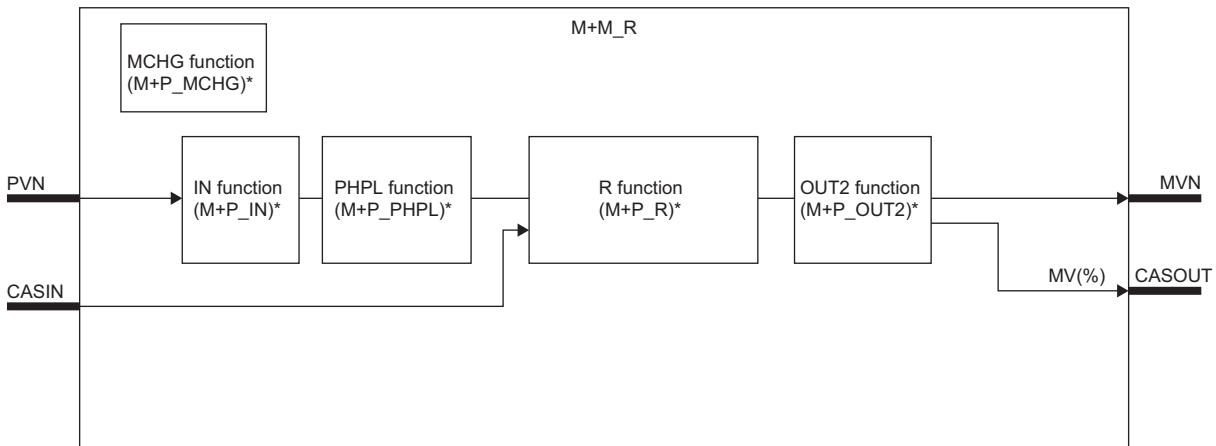 M+M_R
MCHG function
(M+P_MCHG)*
PVN
IN function
(M+P_IN)*
PHPL function
(M+P_PHPL)*
R function
(M+P_R)*
OUT2 function
(M+P_OUT2)*
MVN
CASIN
MV(%)
CASOUT